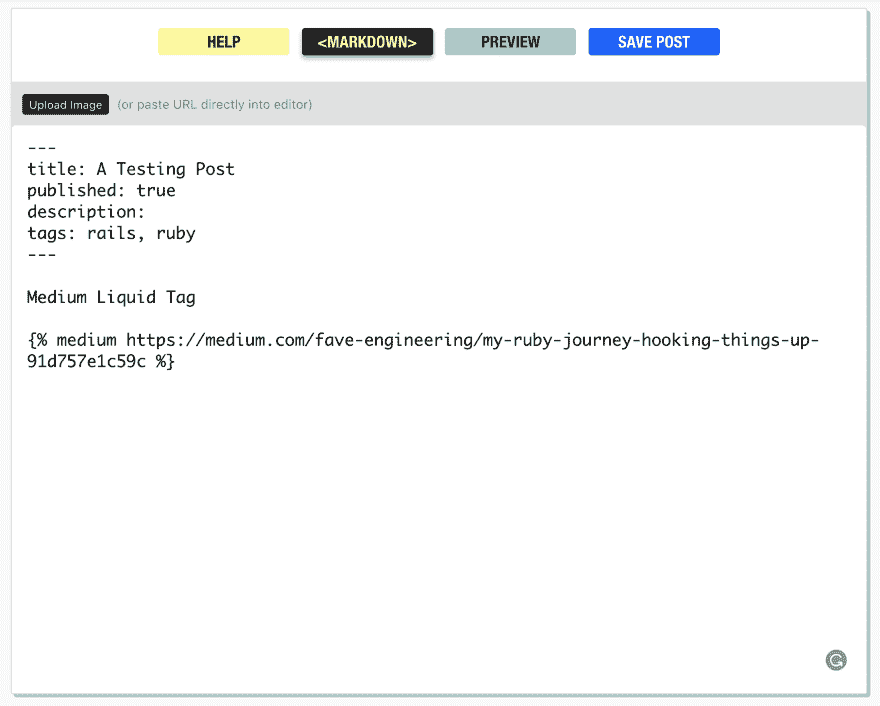 HELP <MARKDOWN> PREVIEW SAVE POST
Upload Image (or paste URL directly into editor)
---
title: A Testing Post
published: true
description:
tags: rails, ruby
---
Medium Liquid Tag
{% medium https://medium.com/fave-engineering/my-ruby-journey-hooking-things-up-
91d757e1c59c %}